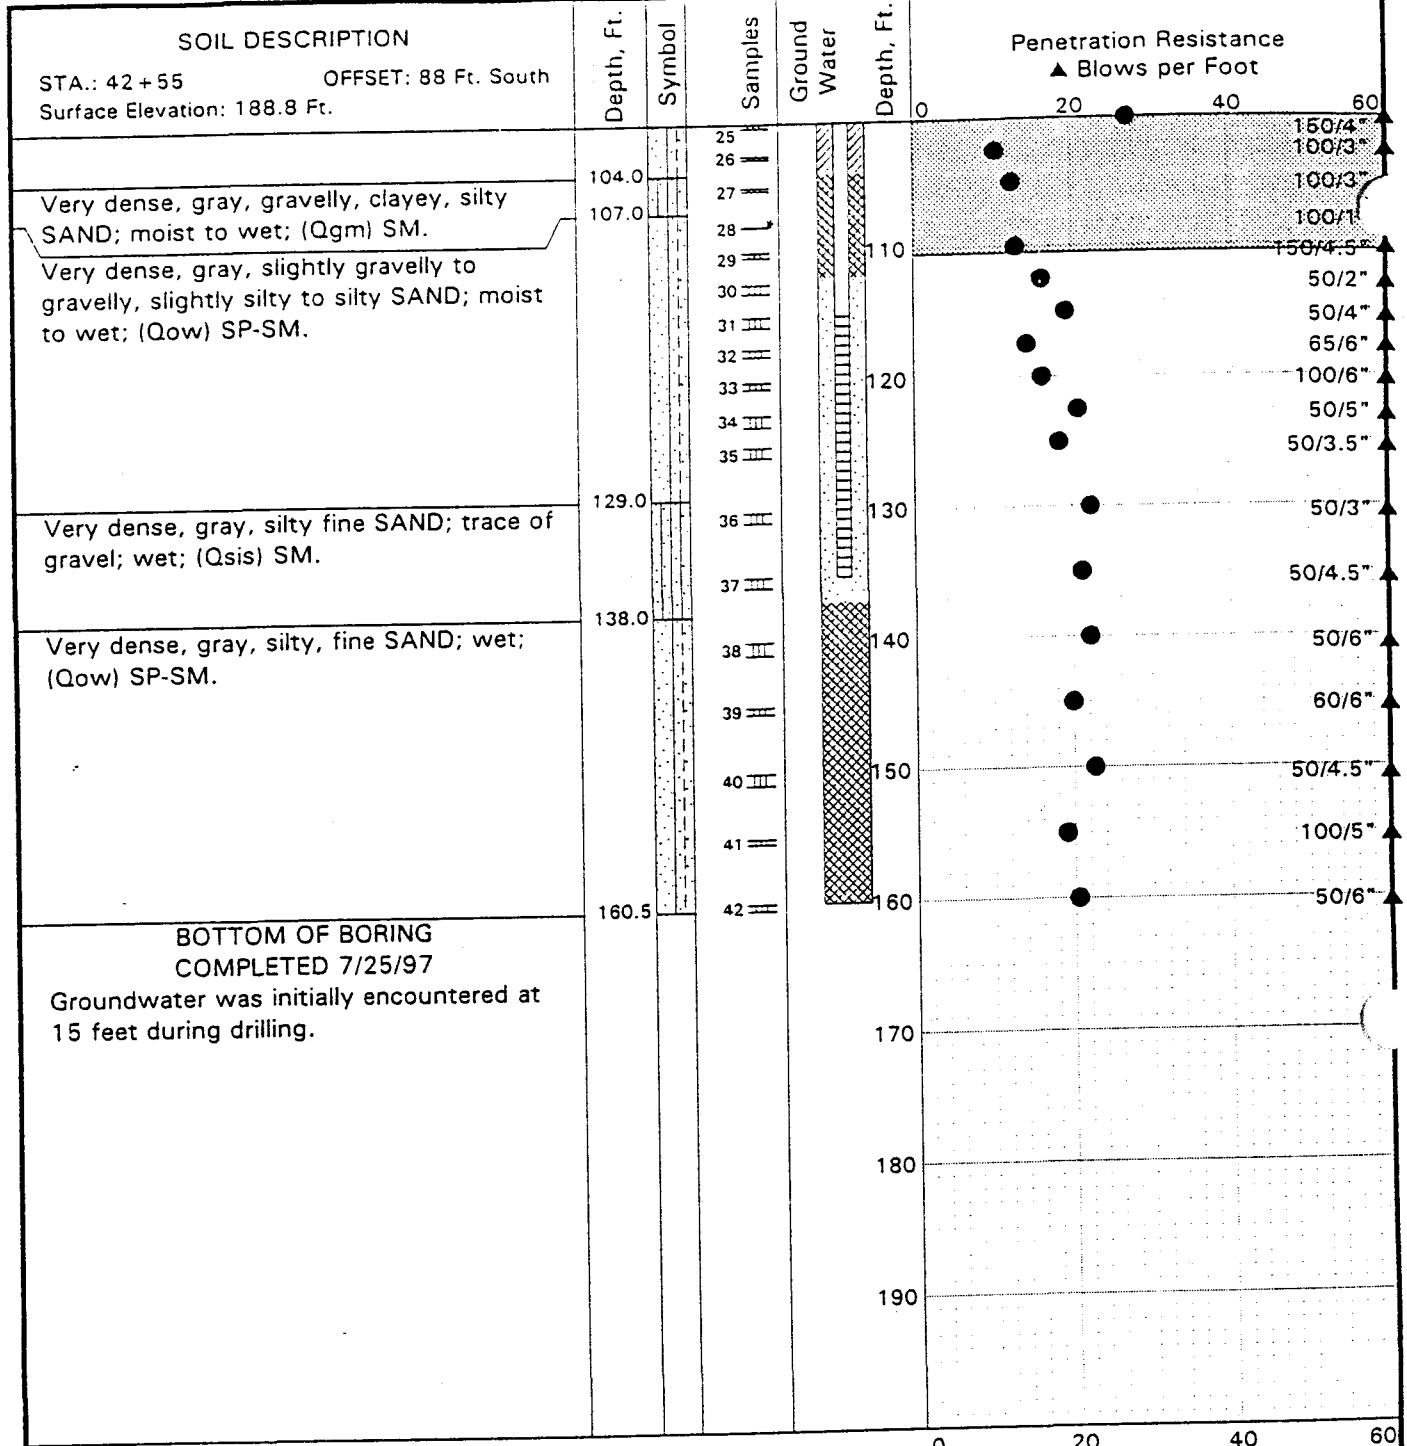 SOIL DESCRIPTION
STA.: 42+55 OFFSET: 88 Ft. South
Surface Elevation: 188.8 Ft.
Depth, Ft.
Symbol
Samples
Ground
Water
Depth, Ft.
Penetration Resistance
▲ Blows per Foot
0 20 40 60
Very dense, gray, gravelly, clayey, silty
SAND; moist to wet; (Qgm) SM.
Very dense, gray, slightly gravelly to
gravelly, slightly silty to silty SAND; moist
to wet; (Qow) SP-SM.
Very dense, gray, silty fine SAND; trace of
gravel; wet; (Qsis) SM.
Very dense, gray, silty, fine SAND; wet;
(Qow) SP-SM.
BOTTOM OF BORING
COMPLETED 7/25/97
Groundwater was initially encountered at
15 feet during drilling.
104.0
107.0
129.0
138.0
160.5
25
26
27
28
29
30
31
32
33
34
35
36
37
38
39
40
41
42
110
120
130
140
150
160
170
180
190
150/4"
100/3"
100/3"
100/1
150/4.5"
50/2"
50/4"
65/6"
100/6"
50/5"
50/3.5"
50/3"
50/4.5"
50/6"
60/6"
50/4.5"
100/5"
50/6"
0 20 40 60